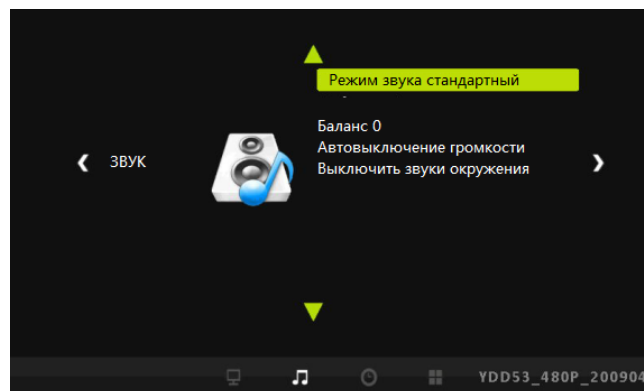 Режим звука стандартный
Баланс 0
ЗВУК
Автовыключение громкости
Выключить звуки окружения
YDD53_480P_200904